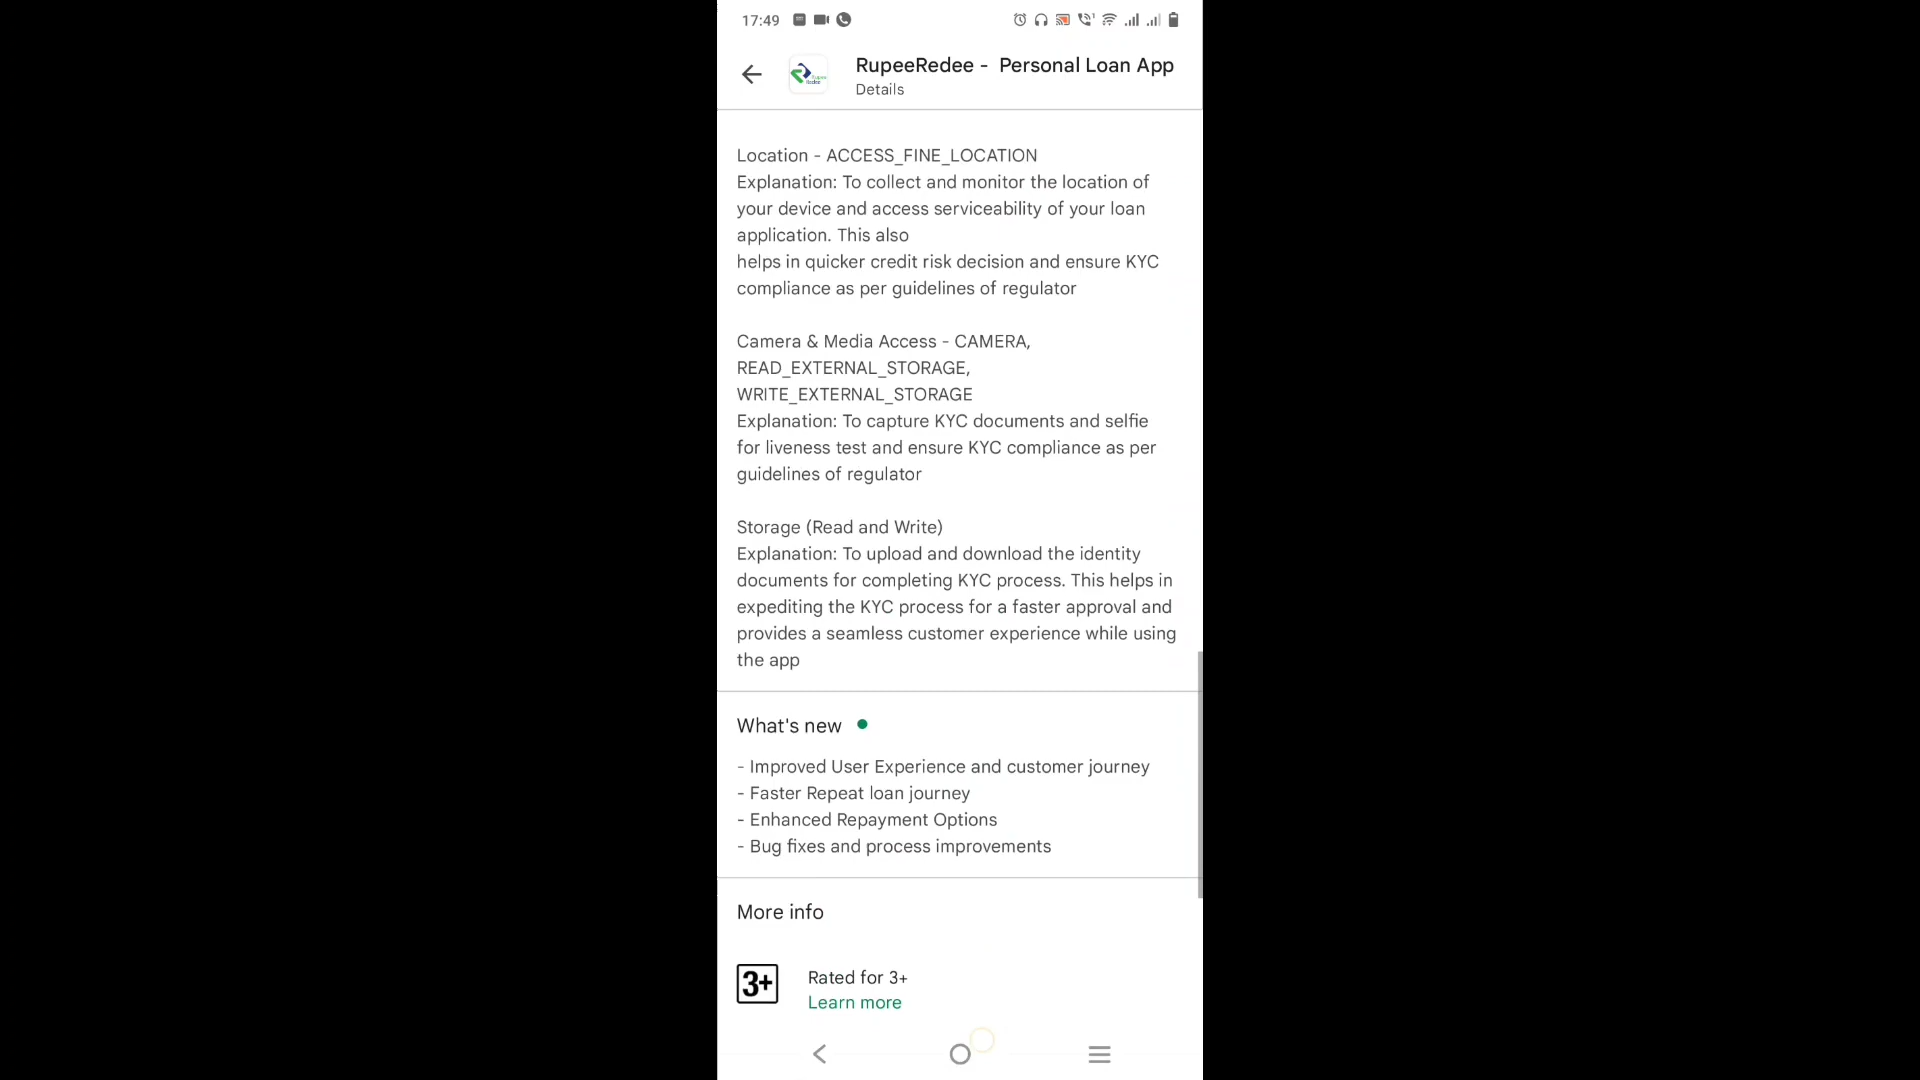 17:49
RupeeRedee - Personal Loan App
Details
Location - ACCESS_FINE_LOCATION
Explanation: To collect and monitor the location of
your device and access serviceability of your loan
application. This also
helps in quicker credit risk decision and ensure KYC
compliance as per guidelines of regulator
Camera & Media Access - CAMERA,
READ_EXTERNAL_STORAGE,
WRITE_EXTERNAL_STORAGE
Explanation: To capture KYC documents and selfie
for liveness test and ensure KYC compliance as per
guidelines of regulator
Storage (Read and Write)
Explanation: To upload and download the identity
documents for completing KYC process. This helps in
expediting the KYC process for a faster approval and
provides a seamless customer experience while using
the app
What's new
- Improved User Experience and customer journey
- Faster Repeat loan journey
- Enhanced Repayment Options
- Bug fixes and process improvements
More info
3+
Rated for 3+
Learn more